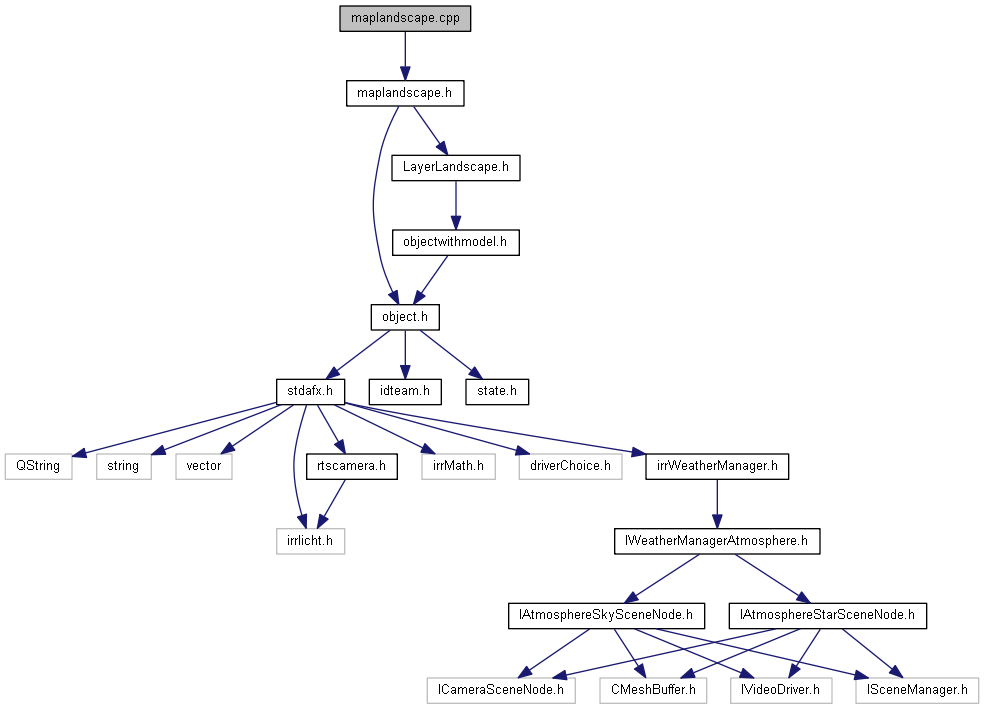 maplandscape.cpp
maplandscape.h
LayerLandscape.h
objectwithmodel.h
object.h
stdafx.h
idteam.h
state.h
QString
string
vector
rtscamera.h
irrMath.h
driverChoice.h
irrWeatherManager.h
irrlicht.h
IWeatherManagerAtmosphere.h
IAtmosphereSkySceneNode.h
IAtmosphereStarSceneNode.h
ICameraSceneNode.h
CMeshBuffer.h
IVideoDriver.h
ISceneManager.h